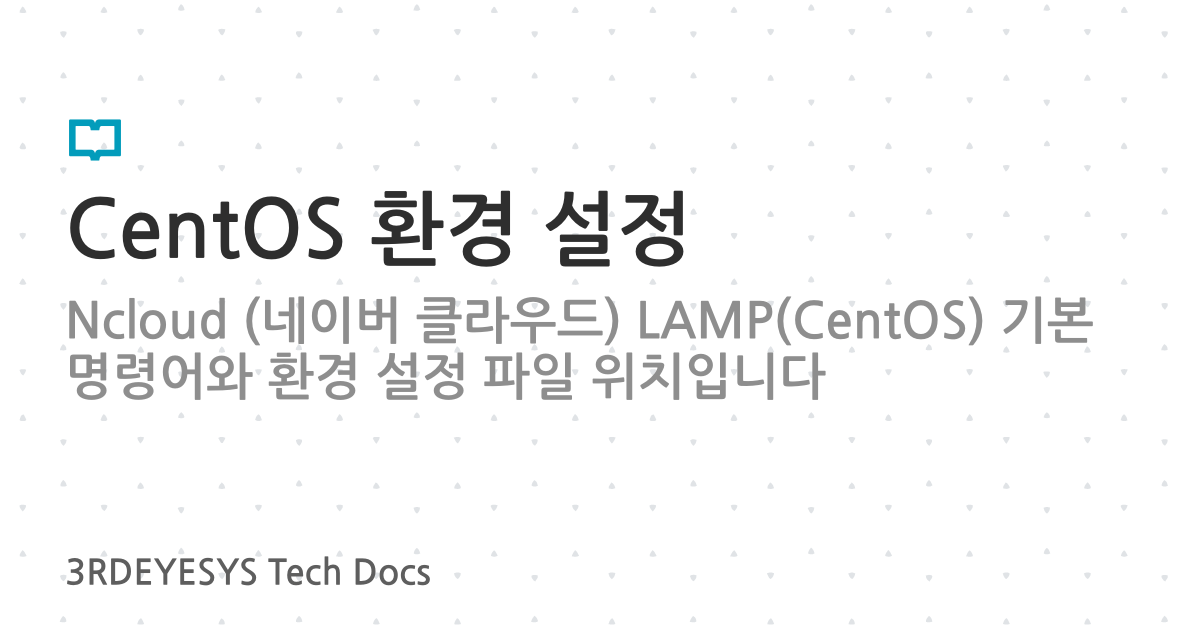 CentOS 환경 설정
Ncloud (네이버 클라우드) LAMP(CentOS) 기본
명령어와 환경 설정 파일 위치입니다
3RDEYESYS Tech Docs